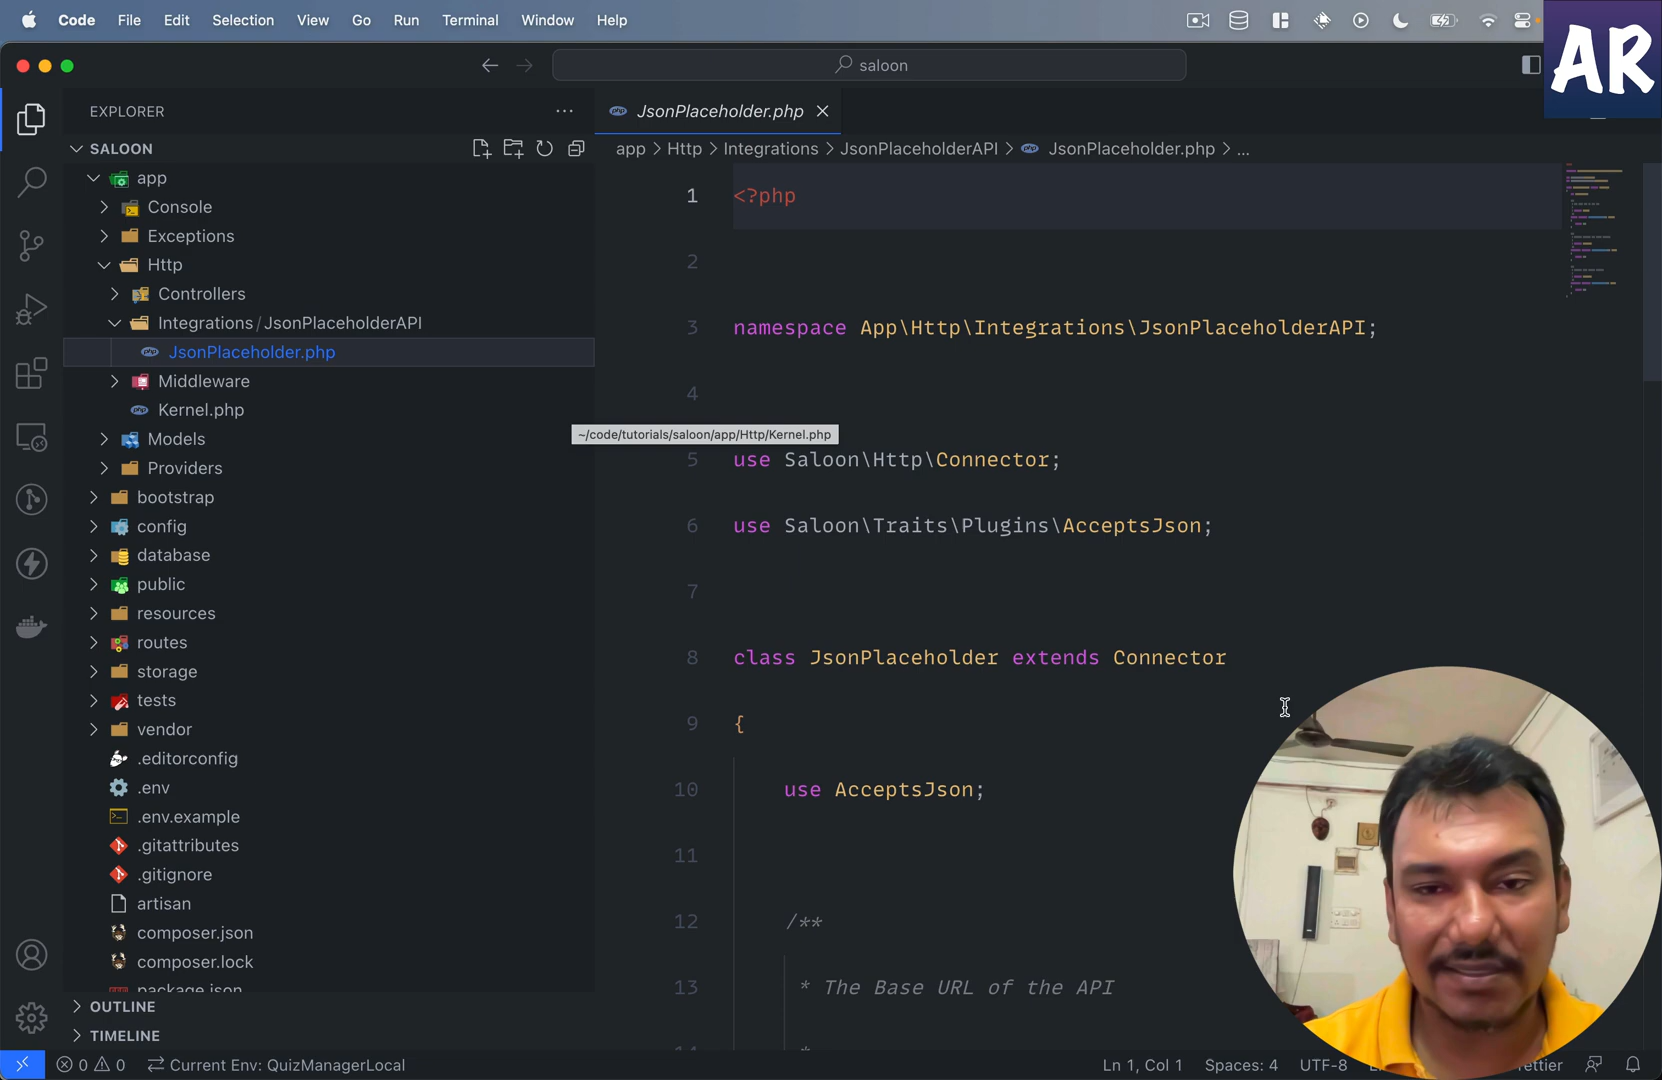 Code File Edit Selection View Go Run Terminal Window Help
AR
saloon
EXPLORER
JsonPlaceholder.php
SALOON
app > Http > Integrations > JsonPlaceholderAPI > JsonPlaceholder.php > ...
app
Console
Exceptions
Http
Controllers
Integrations / JsonPlaceholderAPI
JsonPlaceholder.php
Middleware
Kernel.php
~/code/tutorials/saloon/app/Http/Kernel.php
Models
Providers
bootstrap
config
database
public
resources
routes
storage
tests
vendor
.editorconfig
.env
.env.example
.gitattributes
.gitignore
artisan
composer.json
composer.lock
package.json
OUTLINE
TIMELINE
1 <?php
2
3 namespace App\Http\Integrations\JsonPlaceholderAPI;
4
5 use Saloon\Http\Connector;
6 use Saloon\Traits\Plugins\AcceptsJson;
7
8 class JsonPlaceholder extends Connector
9 {
10 use AcceptsJson;
11
12 /**
13 * The Base URL of the API
14 *
0 0 Current Env: QuizManagerLocal
Ln 1, Col 1 Spaces: 4 UTF-8